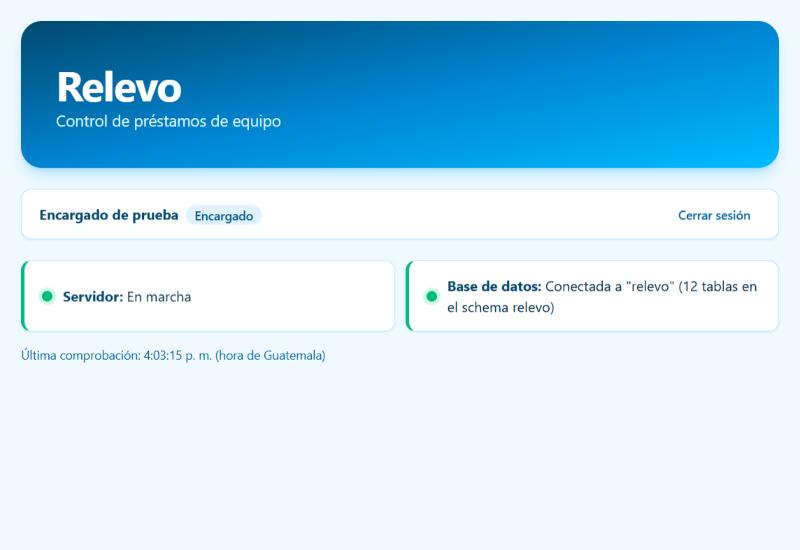 Relevo
Control de préstamos de equipo
Encargado de prueba Encargado Cerrar sesión
Servidor: En marcha
Base de datos: Conectada a "relevo" (12 tablas en
el schema relevo)
Última comprobación: 4:03:15 p. m. (hora de Guatemala)